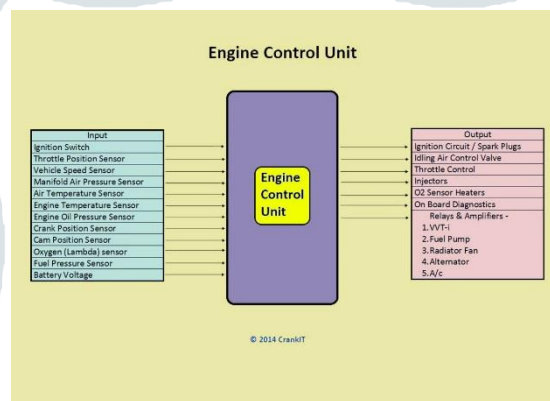 Engine Control Unit
Input
Ignition Switch
Throttle Position Sensor
Vehicle Speed Sensor
Manifold Air Pressure Sensor
Air Temperature Sensor
Engine Temperature Sensor
Engine Oil Pressure Sensor
Crank Position Sensor
Cam Position Sensor
Oxygen (Lambda) sensor
Fuel Pressure Sensor
Battery Voltage
Engine
Control
Unit
Output
Ignition Circuit / Spark Plugs
Idling Air Control Valve
Throttle Control
Injectors
O2 Sensor Heaters
On Board Diagnostics
Relays & Amplifiers -
1. VVT-i
2. Fuel Pump
3. Radiator Fan
4. Alternator
5. A/c
© 2014 CrankIT